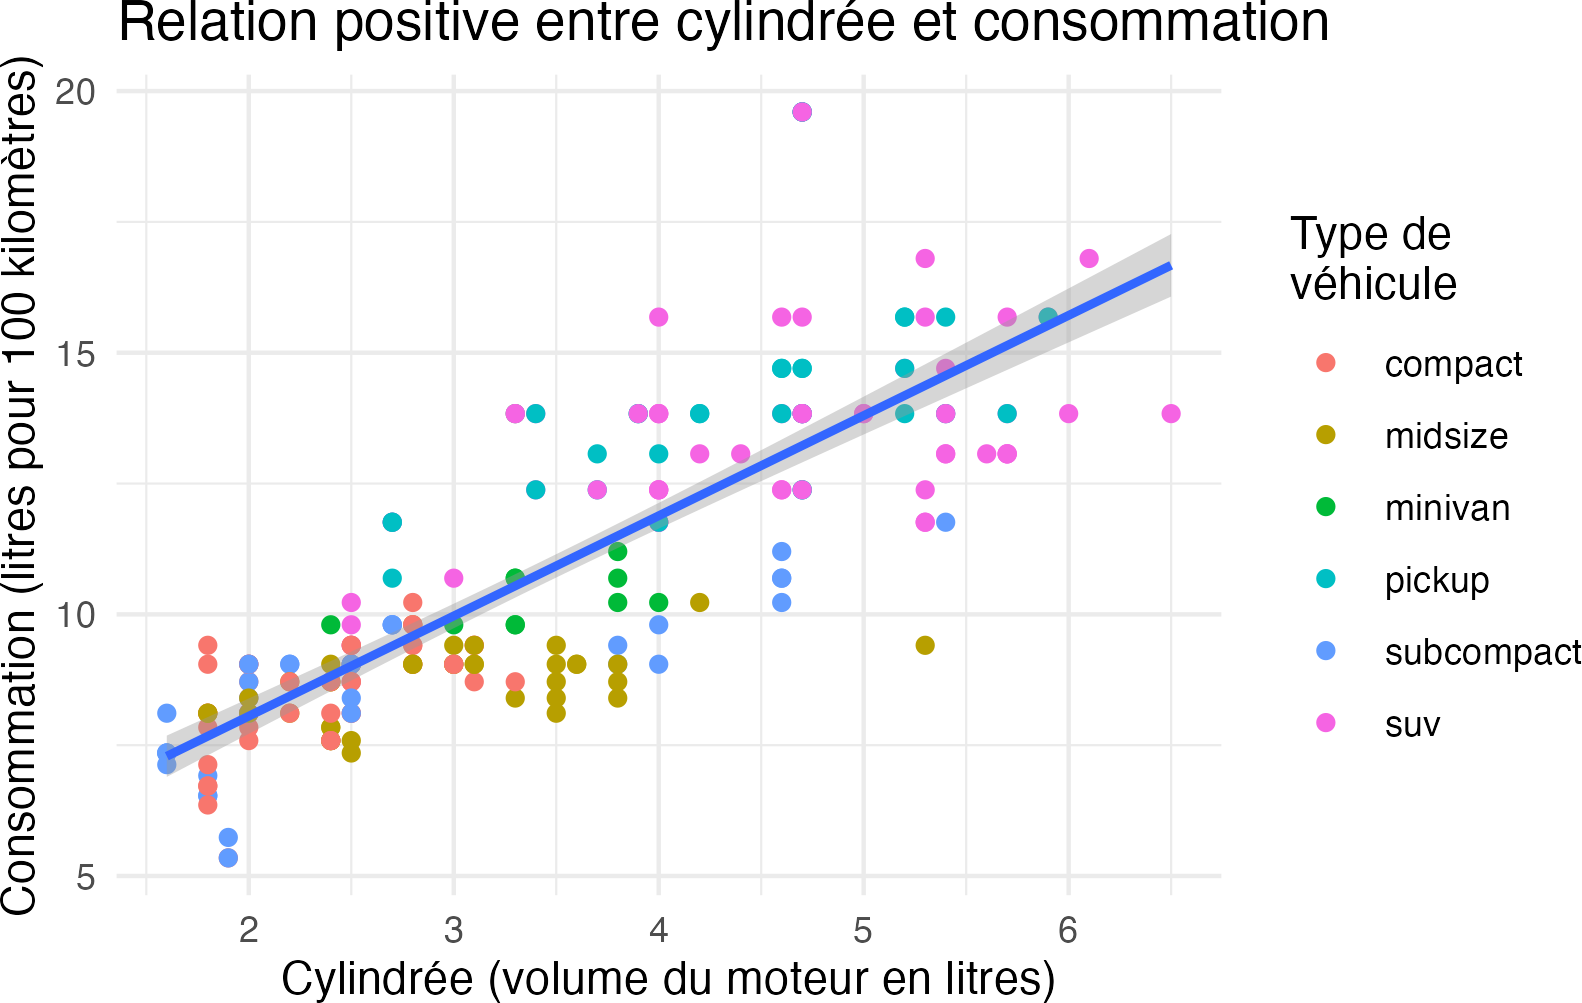 Relation positive entre cylindrée et consommation
Consommation (litres pour 100 kilomètres)
20
15
10
5
2
3
4
5
6
Cylindrée (volume du moteur en litres)
Type de
véhicule
compact
midsize
minivan
pickup
subcompact
suv